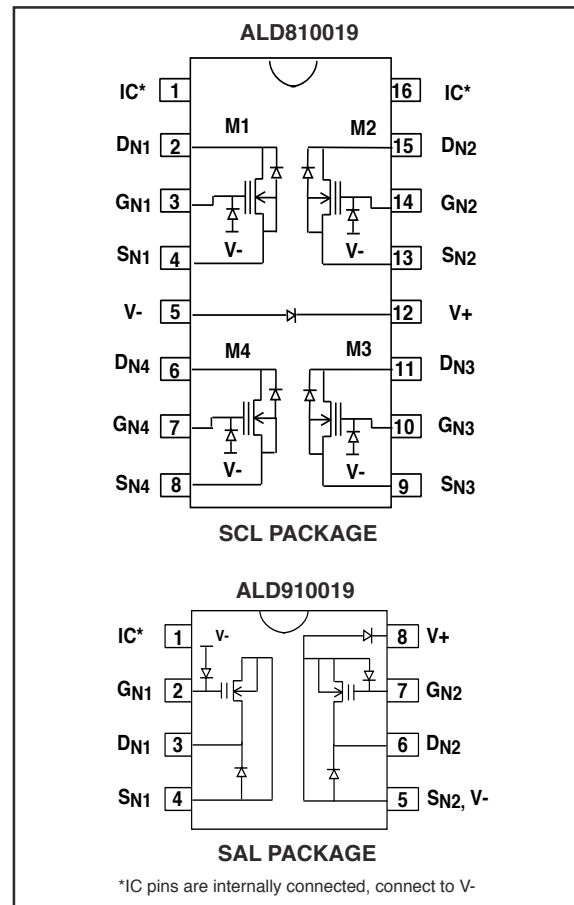 ALD810019
IC* 1 16 IC*
M1 M2
DN1 2 15 DN2
GN1 3 14 GN2
V- V-
SN1 4 13 SN2
V- 5 12 V+
M4 M3
DN4 6 11 DN3
GN4 7 10 GN3
V- V-
SN4 8 9 SN3
SCL PACKAGE
ALD910019
IC* 1 V- 8 V+
GN1 2 7 GN2
DN1 3 6 DN2
SN1 4 5 SN2, V-
SAL PACKAGE
*IC pins are internally connected, connect to V-